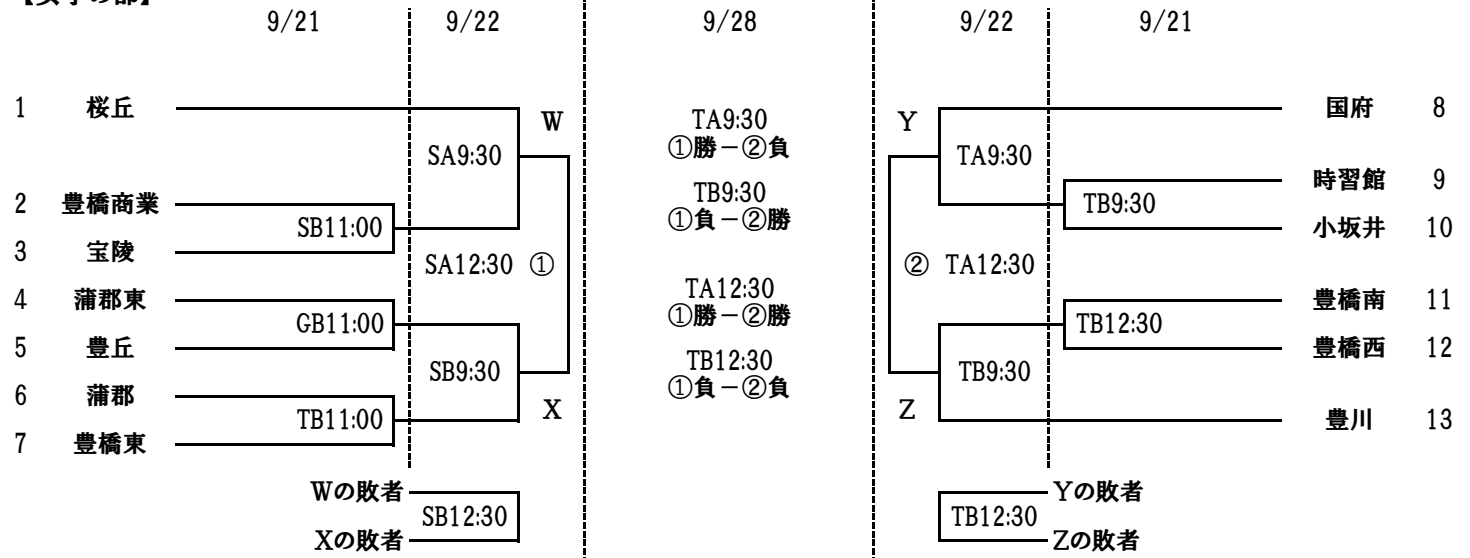 9/21 9/22 9/28 9/22 9/21
1 桜丘
W
TA9:30
①勝－②負
Y
国府 8
SA9:30
TA9:30
2 豊橋商業
TB9:30
①負－②勝
時習館 9
SB11:00
TB9:30
3 宝陵
小坂井 10
SA12:30 ①
② TA12:30
4 蒲郡東
TA12:30
①勝－②勝
豊橋南 11
GB11:00
TB12:30
5 豊丘
豊橋西 12
SB9:30
TB12:30
①負－②負
TB9:30
6 蒲郡
X
Z
TB11:00
豊川 13
7 豊橋東
Wの敗者
Yの敗者
SB12:30
TB12:30
Xの敗者
Zの敗者